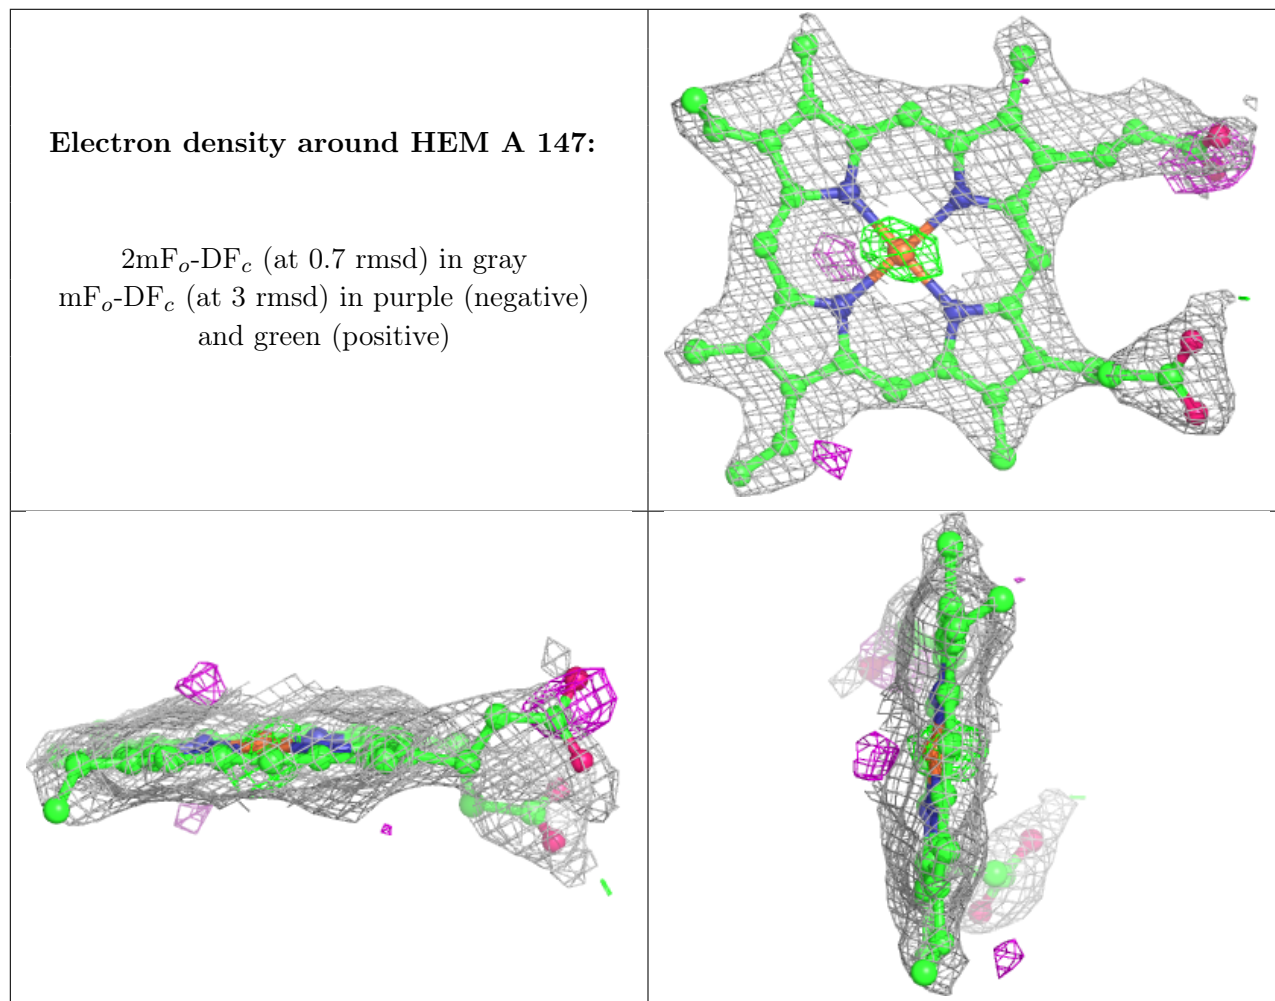 Electron density around HEM A 147:
2mFo-DFc (at 0.7 rmsd) in gray
mFo-DFc (at 3 rmsd) in purple (negative)
and green (positive)